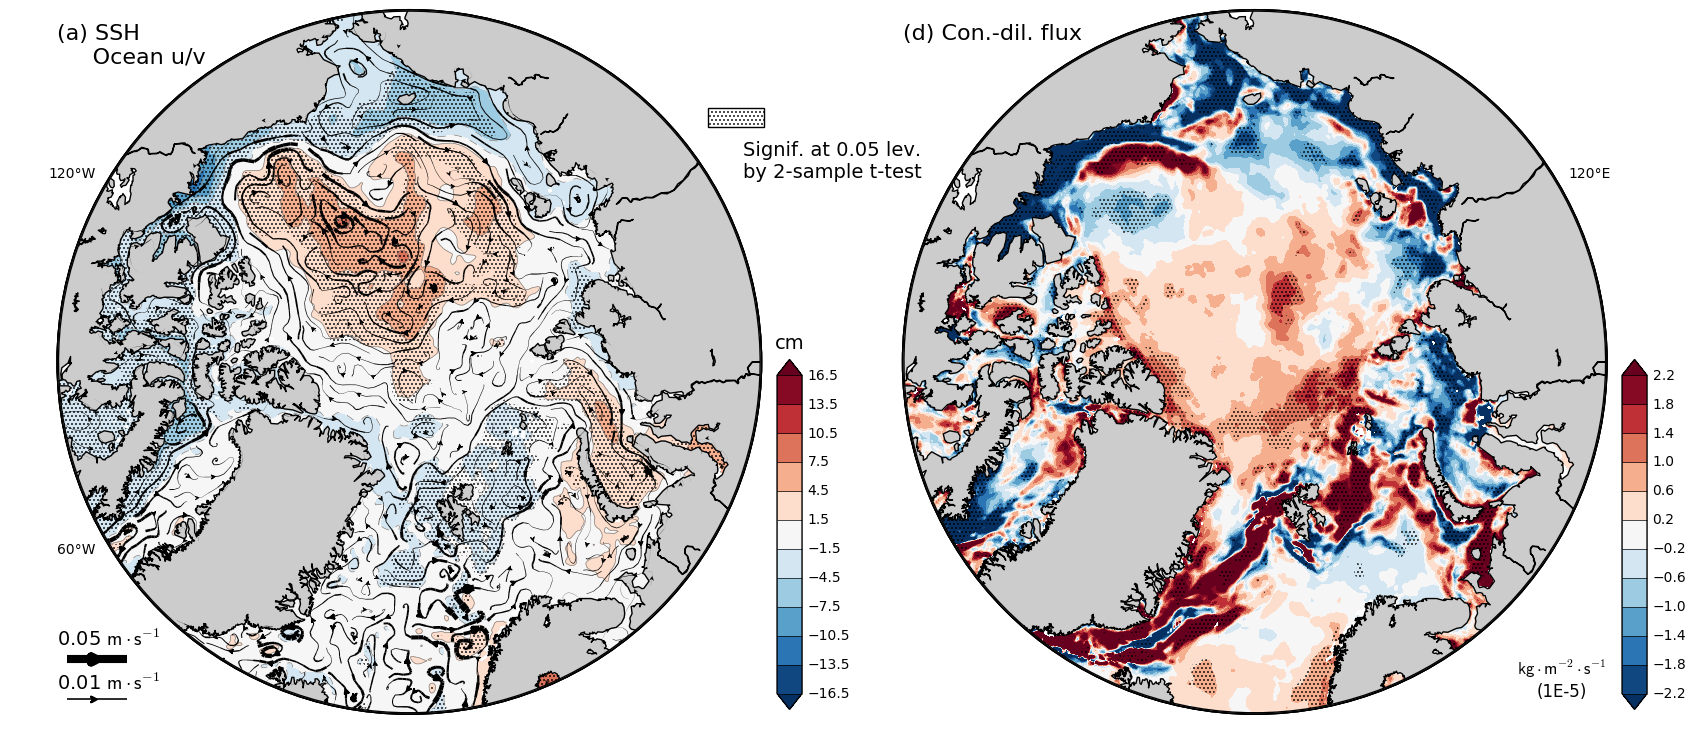 (a) SSH
Ocean u/v
120°W
60°W
0.05 m·s⁻¹
0.01 m·s⁻¹
Signif. at 0.05 lev.
by 2-sample t-test
cm
16.5
13.5
10.5
7.5
4.5
1.5
−1.5
−4.5
−7.5
−10.5
−13.5
−16.5
(d) Con.-dil. flux
120°E
2.2
1.8
1.4
1.0
0.6
0.2
−0.2
−0.6
−1.0
−1.4
−1.8
−2.2
kg·m⁻²·s⁻¹
(1E-5)